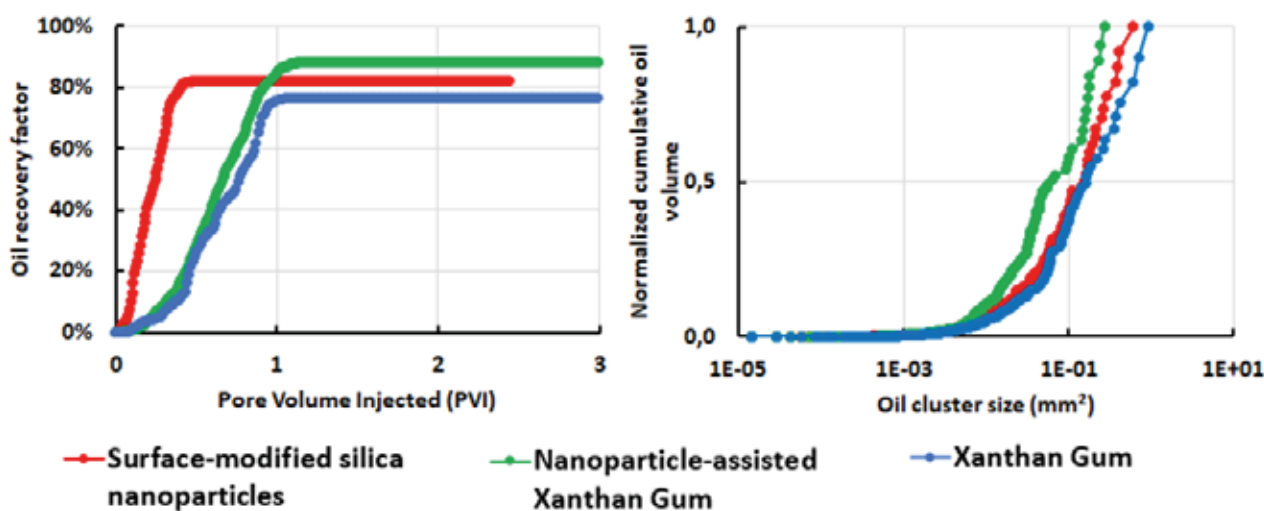 100%
80%
60%
40%
20%
0%
Oil recovery factor
0
1
2
3
Pore Volume Injected (PVI)
1,0
0,5
0,0
Normalized cumulative oil
volume
1E-05
1E-03
1E-01
1E+01
Oil cluster size (mm²)
Surface-modified silica
nanoparticles
Nanoparticle-assisted
Xanthan Gum
Xanthan Gum